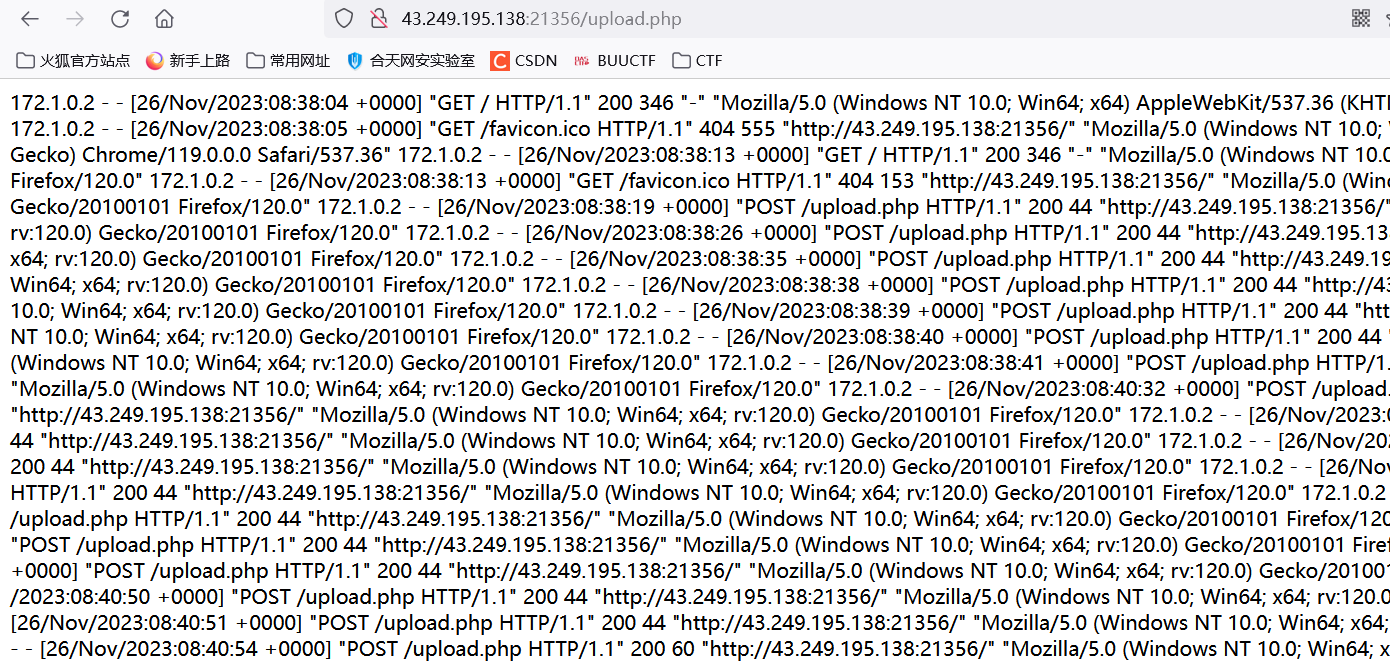 43.249.195.138:21356/upload.php
火狐官方站点 新手上路 常用网址 合天网安实验室 CSDN BUUCTF CTF
172.1.0.2 - - [26/Nov/2023:08:38:04 +0000] "GET / HTTP/1.1" 200 346 "-" "Mozilla/5.0 (Windows NT 10.0; Win64; x64) AppleWebKit/537.36 (KHT
172.1.0.2 - - [26/Nov/2023:08:38:05 +0000] "GET /favicon.ico HTTP/1.1" 404 555 "http://43.249.195.138:21356/" "Mozilla/5.0 (Windows NT 10.0;
Gecko) Chrome/119.0.0.0 Safari/537.36" 172.1.0.2 - - [26/Nov/2023:08:38:13 +0000] "GET / HTTP/1.1" 200 346 "-" "Mozilla/5.0 (Windows NT 10.0
Firefox/120.0" 172.1.0.2 - - [26/Nov/2023:08:38:13 +0000] "GET /favicon.ico HTTP/1.1" 404 153 "http://43.249.195.138:21356/" "Mozilla/5.0 (Win
Gecko/20100101 Firefox/120.0" 172.1.0.2 - - [26/Nov/2023:08:38:19 +0000] "POST /upload.php HTTP/1.1" 200 44 "http://43.249.195.138:21356/"
rv:120.0) Gecko/20100101 Firefox/120.0" 172.1.0.2 - - [26/Nov/2023:08:38:26 +0000] "POST /upload.php HTTP/1.1" 200 44 "http://43.249.195.13
x64; rv:120.0) Gecko/20100101 Firefox/120.0" 172.1.0.2 - - [26/Nov/2023:08:38:35 +0000] "POST /upload.php HTTP/1.1" 200 44 "http://43.249.19
Win64; x64; rv:120.0) Gecko/20100101 Firefox/120.0" 172.1.0.2 - - [26/Nov/2023:08:38:38 +0000] "POST /upload.php HTTP/1.1" 200 44 "http://43
10.0; Win64; x64; rv:120.0) Gecko/20100101 Firefox/120.0" 172.1.0.2 - - [26/Nov/2023:08:38:39 +0000] "POST /upload.php HTTP/1.1" 200 44 "htt
NT 10.0; Win64; x64; rv:120.0) Gecko/20100101 Firefox/120.0" 172.1.0.2 - - [26/Nov/2023:08:38:40 +0000] "POST /upload.php HTTP/1.1" 200 44 "
(Windows NT 10.0; Win64; x64; rv:120.0) Gecko/20100101 Firefox/120.0" 172.1.0.2 - - [26/Nov/2023:08:38:41 +0000] "POST /upload.php HTTP/1.
"Mozilla/5.0 (Windows NT 10.0; Win64; x64; rv:120.0) Gecko/20100101 Firefox/120.0" 172.1.0.2 - - [26/Nov/2023:08:40:32 +0000] "POST /upload.
"http://43.249.195.138:21356/" "Mozilla/5.0 (Windows NT 10.0; Win64; x64; rv:120.0) Gecko/20100101 Firefox/120.0" 172.1.0.2 - - [26/Nov/2023:0
44 "http://43.249.195.138:21356/" "Mozilla/5.0 (Windows NT 10.0; Win64; x64; rv:120.0) Gecko/20100101 Firefox/120.0" 172.1.0.2 - - [26/Nov/20
200 44 "http://43.249.195.138:21356/" "Mozilla/5.0 (Windows NT 10.0; Win64; x64; rv:120.0) Gecko/20100101 Firefox/120.0" 172.1.0.2 - - [26/Nov
HTTP/1.1" 200 44 "http://43.249.195.138:21356/" "Mozilla/5.0 (Windows NT 10.0; Win64; x64; rv:120.0) Gecko/20100101 Firefox/120.0" 172.1.0.2
/upload.php HTTP/1.1" 200 44 "http://43.249.195.138:21356/" "Mozilla/5.0 (Windows NT 10.0; Win64; x64; rv:120.0) Gecko/20100101 Firefox/120
"POST /upload.php HTTP/1.1" 200 44 "http://43.249.195.138:21356/" "Mozilla/5.0 (Windows NT 10.0; Win64; x64; rv:120.0) Gecko/20100101 Firef
+0000] "POST /upload.php HTTP/1.1" 200 44 "http://43.249.195.138:21356/" "Mozilla/5.0 (Windows NT 10.0; Win64; x64; rv:120.0) Gecko/20100
/2023:08:40:50 +0000] "POST /upload.php HTTP/1.1" 200 44 "http://43.249.195.138:21356/" "Mozilla/5.0 (Windows NT 10.0; Win64; x64; rv:120.0
[26/Nov/2023:08:40:51 +0000] "POST /upload.php HTTP/1.1" 200 44 "http://43.249.195.138:21356/" "Mozilla/5.0 (Windows NT 10.0; Win64; x64;
- - [26/Nov/2023:08:40:54 +0000] "POST /upload.php HTTP/1.1" 200 60 "http://43.249.195.138:21356/" "Mozilla/5.0 (Windows NT 10.0; Win64; x